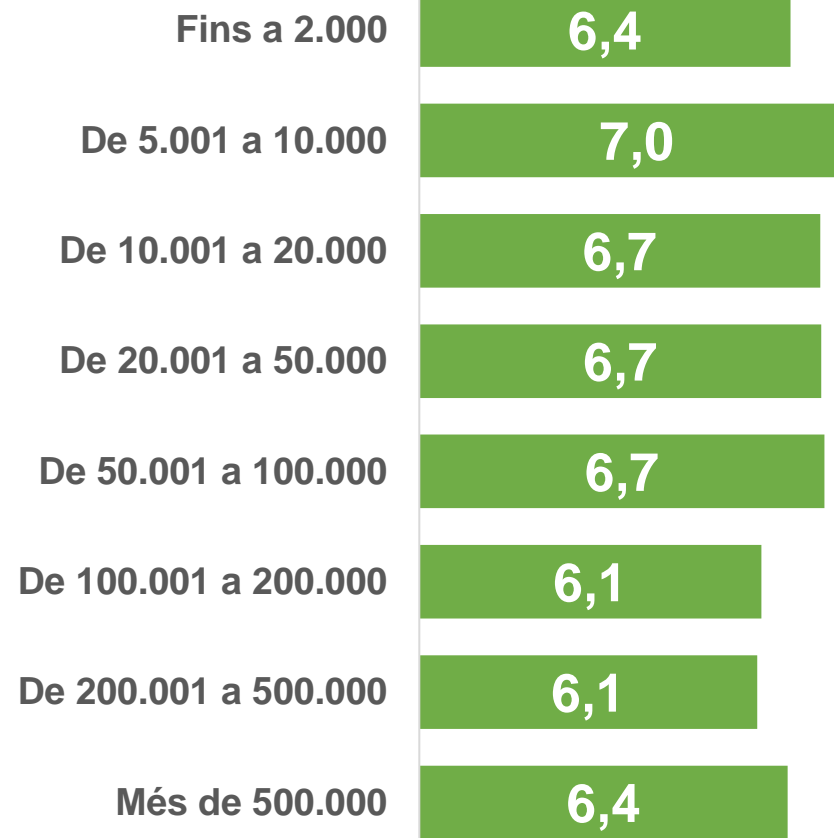 Fins a 2.000 6,4
De 5.001 a 10.000 7,0
De 10.001 a 20.000 6,7
De 20.001 a 50.000 6,7
De 50.001 a 100.000 6,7
De 100.001 a 200.000 6,1
De 200.001 a 500.000 6,1
Més de 500.000 6,4